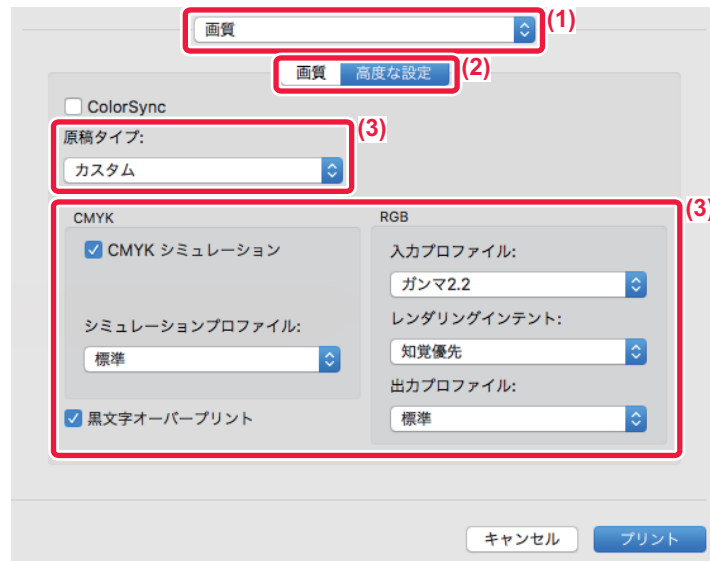 画質
(1)
画質 高度な設定
(2)
ColorSync
原稿タイプ:
(3)
カスタム
(3)
CMYK
CMYK シミュレーション
シミュレーションプロファイル:
標準
黒文字オーバープリント
RGB
入力プロファイル:
ガンマ2.2
レンダリングインテント:
知覚優先
出力プロファイル:
標準
キャンセル プリント